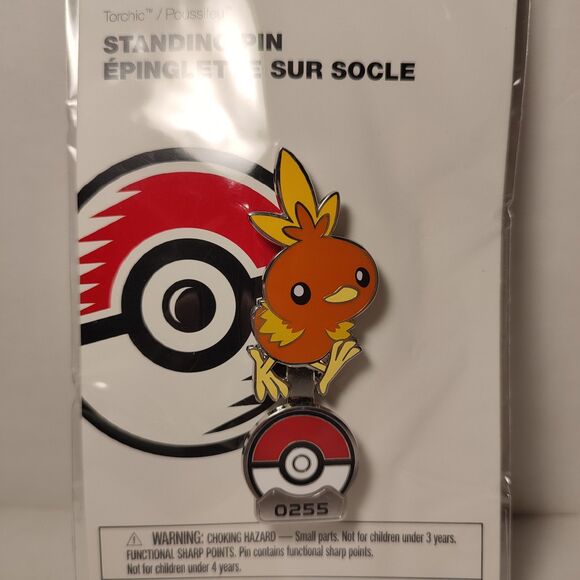 Torchic™ / Poussifeu™
STANDING PIN
ÉPINGLETTE SUR SOCLE
0255
⚠ WARNING: CHOKING HAZARD — Small parts. Not for children under 3 years.
FUNCTIONAL SHARP POINTS. Pin contains functional sharp points.
Not for children under 4 years.